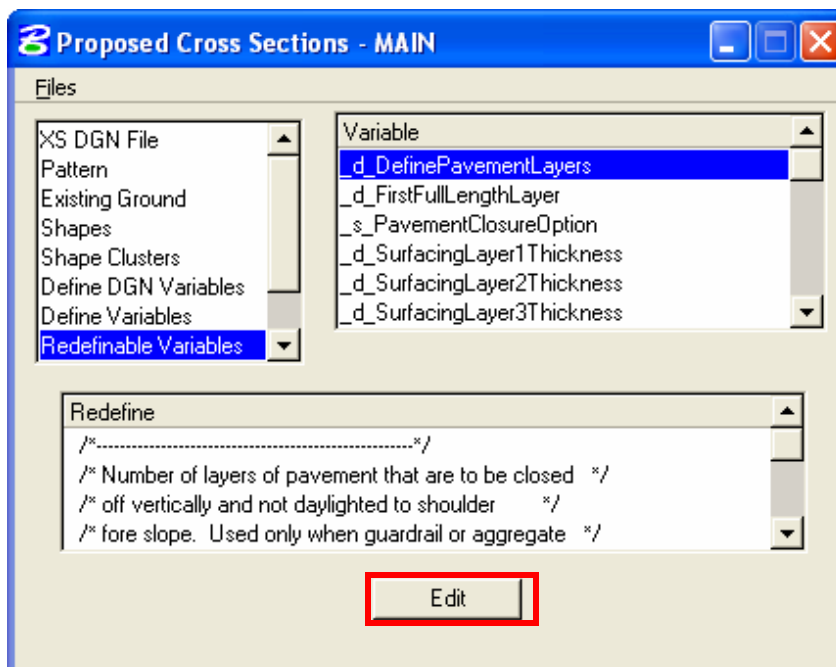 Proposed Cross Sections - MAIN
Files
XS DGN File
Pattern
Existing Ground
Shapes
Shape Clusters
Define DGN Variables
Define Variables
Redefinable Variables
Variable
_d_DefinePavementLayers
_d_FirstFullLengthLayer
_s_PavementClosureOption
_d_SurfacingLayer1Thickness
_d_SurfacingLayer2Thickness
_d_SurfacingLayer3Thickness
Redefine
/*------------------------------------------------------*/
/* Number of layers of pavement that are to be closed */
/* off vertically and not daylighted to shoulder */
/* fore slope. Used only when guardrail or aggregate */
Edit